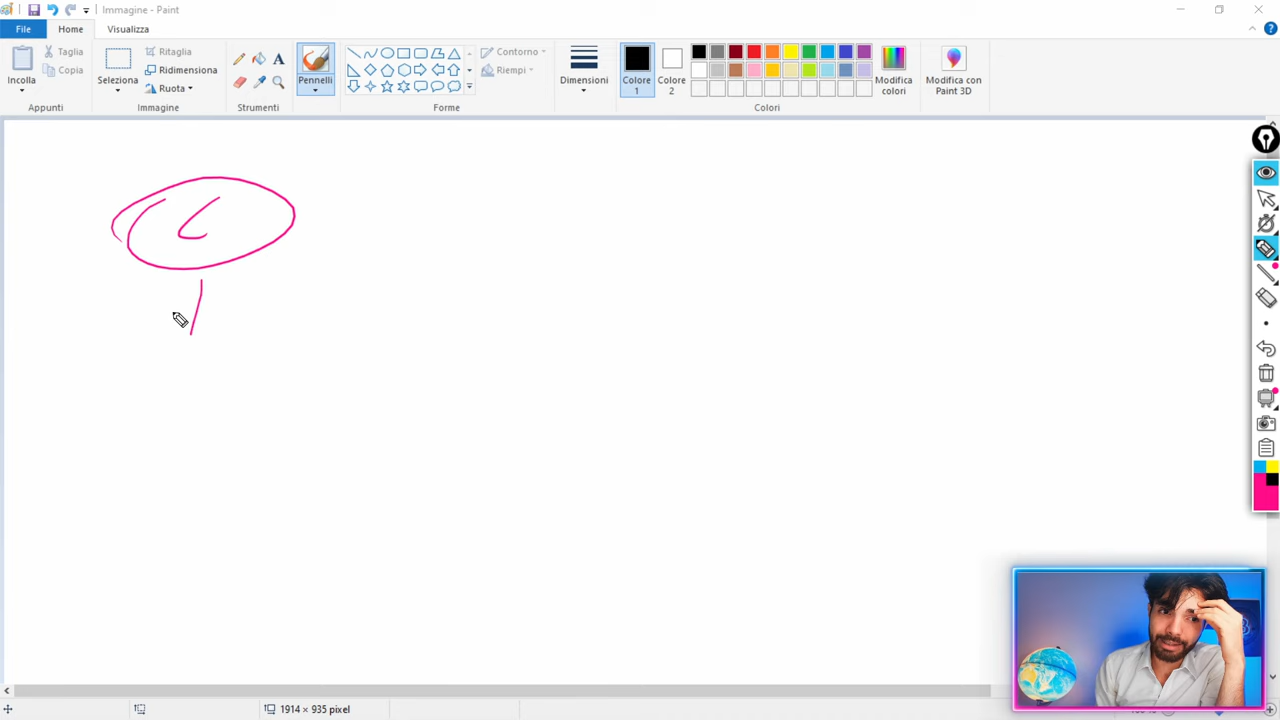 Immagine - Paint
File Home Visualizza
Incolla
Taglia
Copia
Appunti
Seleziona
Ritaglia
Ridimensiona
Ruota
Immagine
Strumenti
Pennelli
Contorno
Riempi
Forme
Dimensioni
Colore
1
Colore
2
Modifica
colori
Colori
Modifica con
Paint 3D
C
1914 × 935 pixel